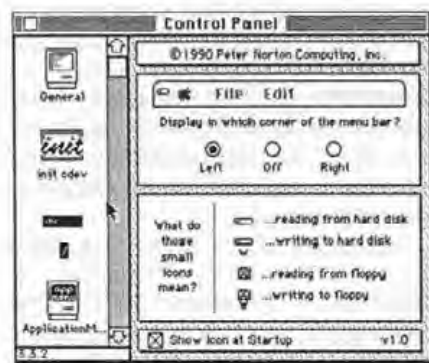 Control Panel
General
init
init cdev
ApplicationM...
3.3.2
©1990 Peter Norton Computing, Inc.
File Edit
Display in which corner of the menu bar?
Left Off Right
What do
those
small
icons
mean?
...reading from hard disk
...writing to hard disk
...reading from floppy
...writing to floppy
Show Icon at Startup v1.0